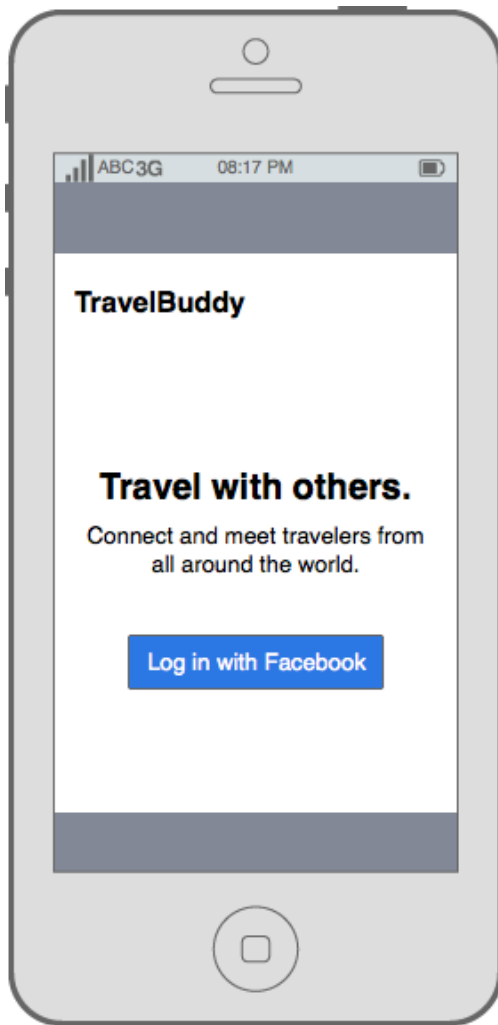 ABC 3G 08:17 PM
TravelBuddy
Travel with others.
Connect and meet travelers from
all around the world.
Log in with Facebook